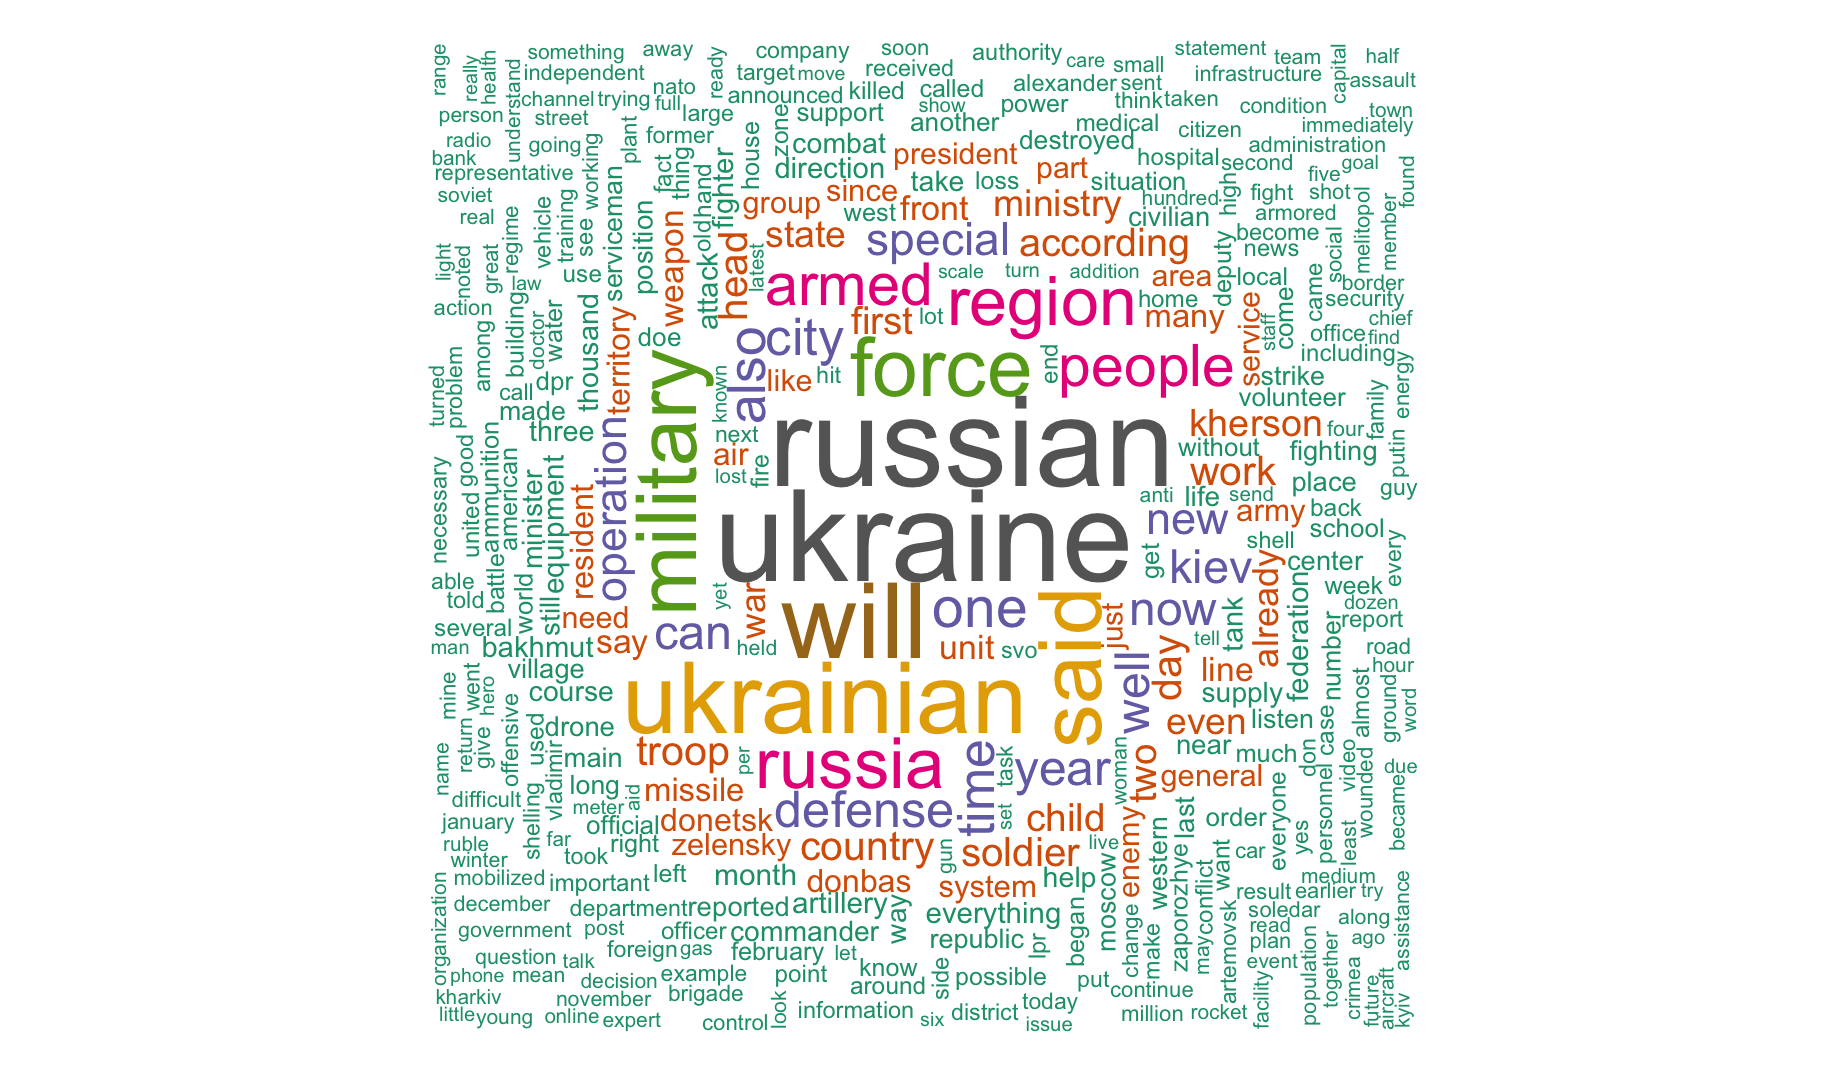 range
really
health
something
away
company
soon
authority
statement
team
half
independent
target
move
received
care
small
infrastructure
capital
assault
understand
channel
trying
nato
ready
announced
killed
called
alexander
sent
person
street
full
large
support
show
power
think
taken
condition
town
radio
going
working
plant
former
house
zone
combat
another
medical
citizen
immediately
bank
representative
fact
thing
fighter
direction
president
destroyed
hospital
second
administration
soviet
serviceman
old
hand
group
since
take
loss
part
situation
high
five
goal
found
real
regime
vehicle
training
see
position
weapon
head
state
west
front
ministry
hundred
civilian
fight
shot
light
noted
great
law
use
attack
latest
special
according
deputy
become
armored
news
social
melitopol
member
action
building
doctor
water
thousand
territory
doe
armed
scale
turn
addition
region
area
home
local
come
came
border
security
among
dpr
call
also
city
first
lot
many
service
staff
office
chief
find
turned
problem
made
three
military
known
like
hit
force
end
people
strike
including
volunteer
family
energy
necessary
united
good
ammunition
american
minister
equipment
operation
next
air
lost
fire
russian
kherson
four
without
fighting
putin
resident
work
place
guy
ukraine
anti
life
send
new
army
back
school
get
shell
kiev
center
every
able
told
battle
world
still
need
yet
war
will
one
said
just
now
tank
already
federation
week
dozen
report
several
man
bakhmut
say
can
held
unit
svo
tell
number
road
hour
village
course
ukrainian
well
day
line
supply
almost
ground
word
mine
went
return
hero
give
offensive
used
drone
even
listen
case
main
troop
per
russia
time
task
year
woman
two
near
much
don
video
due
name
vladimir
long
missile
general
difficult
meter
aid
official
donetsk
defense
set
child
enemy
western
last
order
everyone
personnel
wounded
became
january
shelling
far
right
ruble
winter
took
zelensky
country
gun
soldier
live
car
yes
least
mobilized
important
left
month
donbas
system
help
moscow
conflict
want
result
medium
earlier
try
organization
december
department
reported
artillery
way
everything
change
make
zaporozhye
may
artemovsk
soledar
read
along
assistance
government
post
officer
commander
republic
lpr
began
plan
ago
question
talk
foreign
gas
february
let
know
event
population
together
phone
mean
decision
example
point
around
side
possible
put
continue
kharkiv
november
brigade
look
information
today
facility
crimea
future
aircraft
kyiv
little
young
online
expert
control
six
district
issue
million
rocket